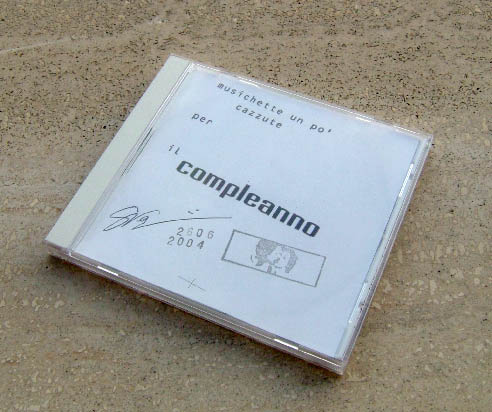 musichette un po'
cazzute
per
il
compleanno
2606
2004